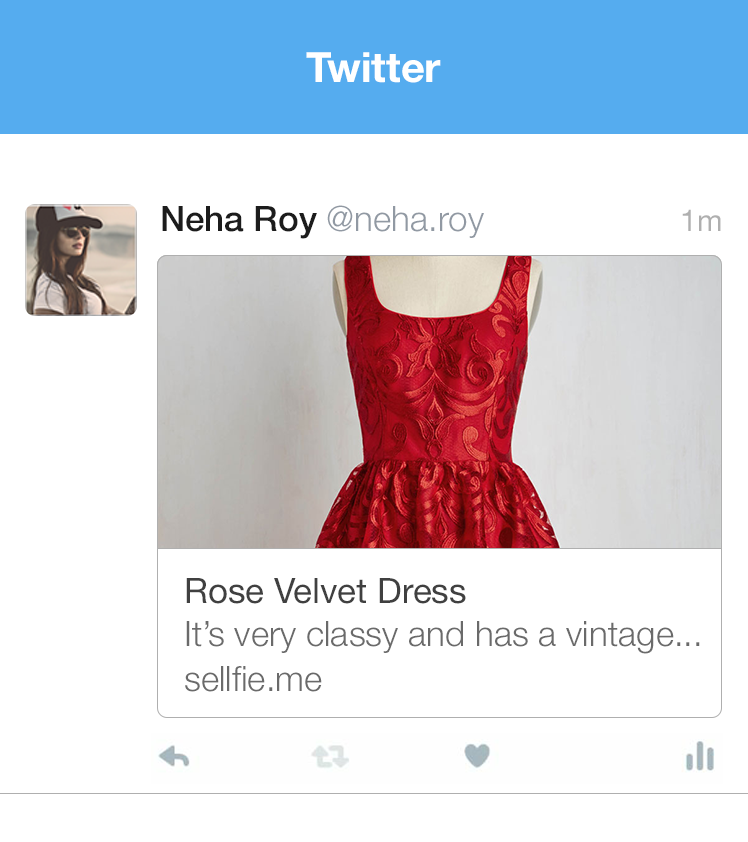 Twitter
Neha Roy @neha.roy 1m
Rose Velvet Dress
It’s very classy and has a vintage...
sellfie.me